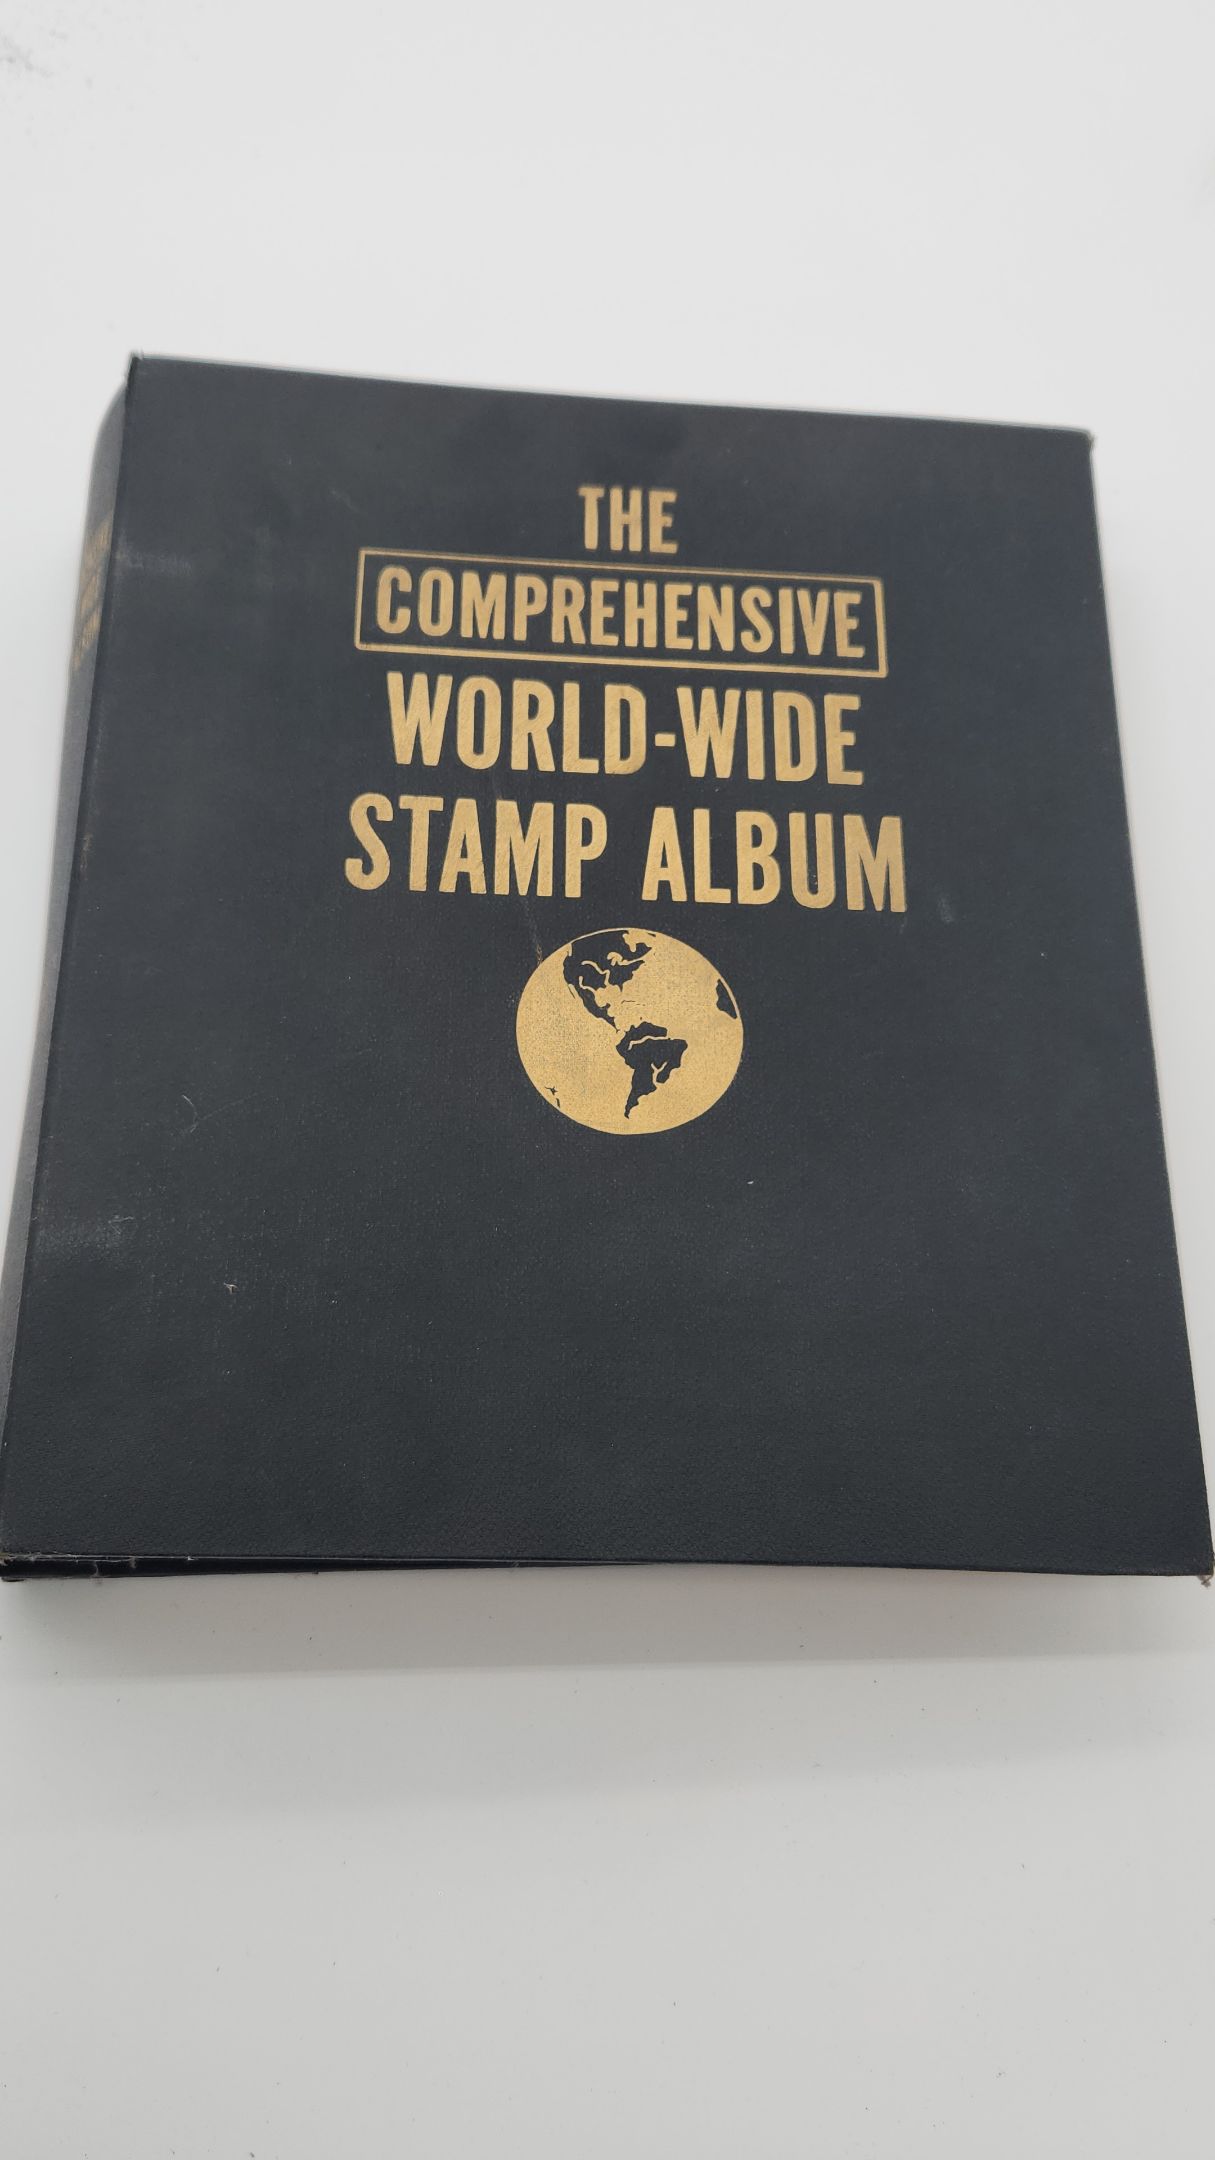 THE
COMPREHENSIVE
WORLD-WIDE
STAMP ALBUM